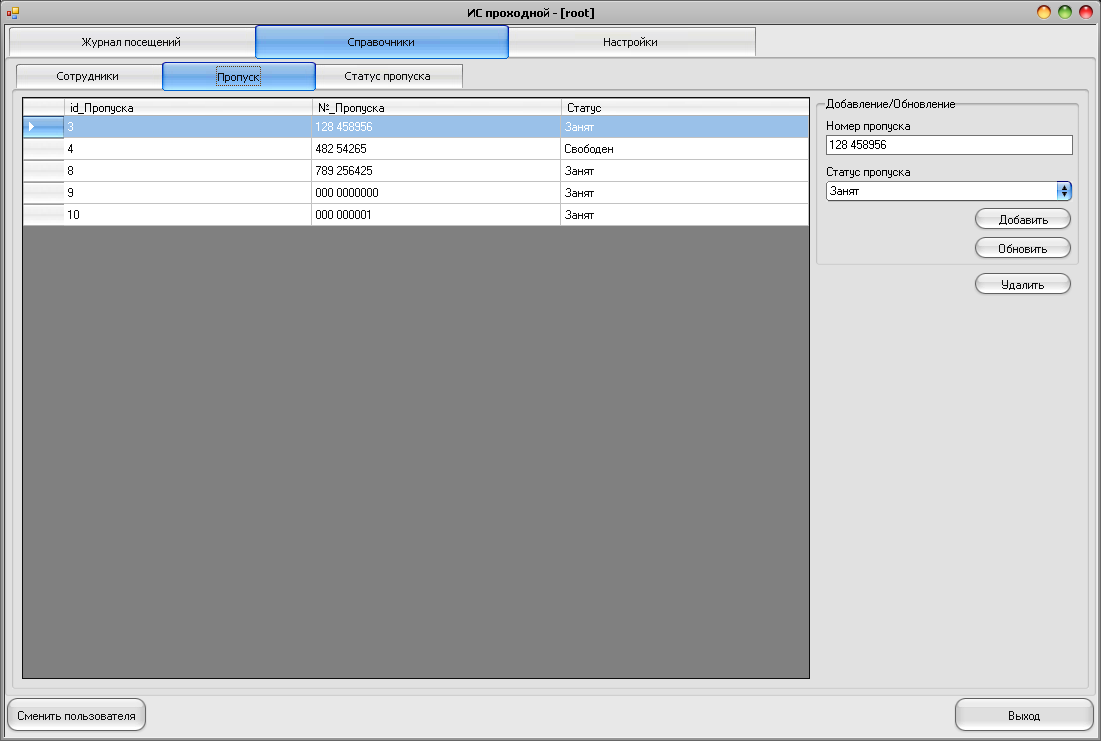 ИС проходной - [root]
Журнал посещений Справочники Настройки
Сотрудники Пропуск Статус пропуска
id_Пропуска №_Пропуска Статус
3 128 458956 Занят
4 482 54265 Свободен
8 789 256425 Занят
9 000 0000000 Занят
10 000 000001 Занят
Добавление/Обновление
Номер пропуска
128 458956
Статус пропуска
Занят
Добавить
Обновить
Удалить
Сменить пользователя Выход